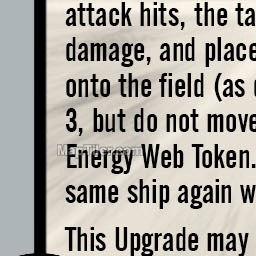 attack hits, the ta
damage, and place
onto the field (as
3, but do not move
Energy Web Token.
same ship again w
This Upgrade may